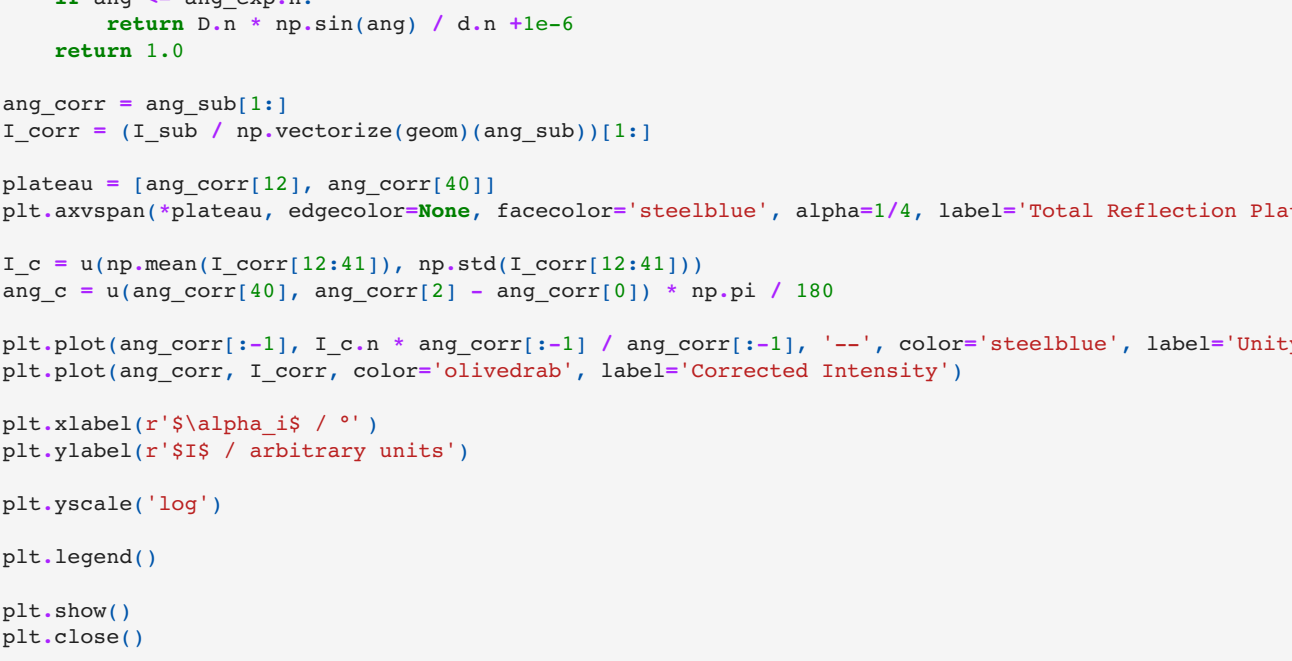 if ang <= ang_exp.n:
        return D.n * np.sin(ang) / d.n +1e-6
    return 1.0

ang_corr = ang_sub[1:]
I_corr = (I_sub / np.vectorize(geom)(ang_sub))[1:]

plateau = [ang_corr[12], ang_corr[40]]
plt.axvspan(*plateau, edgecolor=None, facecolor='steelblue', alpha=1/4, label='Total Reflection

I_c = u(np.mean(I_corr[12:41]), np.std(I_corr[12:41]))
ang_c = u(ang_corr[40], ang_corr[2] - ang_corr[0]) * np.pi / 180

plt.plot(ang_corr[:-1], I_c.n * ang_corr[:-1] / ang_corr[:-1], '--', color='steelblue', label='Unity
plt.plot(ang_corr, I_corr, color='olivedrab', label='Corrected Intensity')

plt.xlabel(r'$\alpha_i$ / °')
plt.ylabel(r'$I$ / arbitrary units')

plt.yscale('log')

plt.legend()

plt.show()
plt.close()